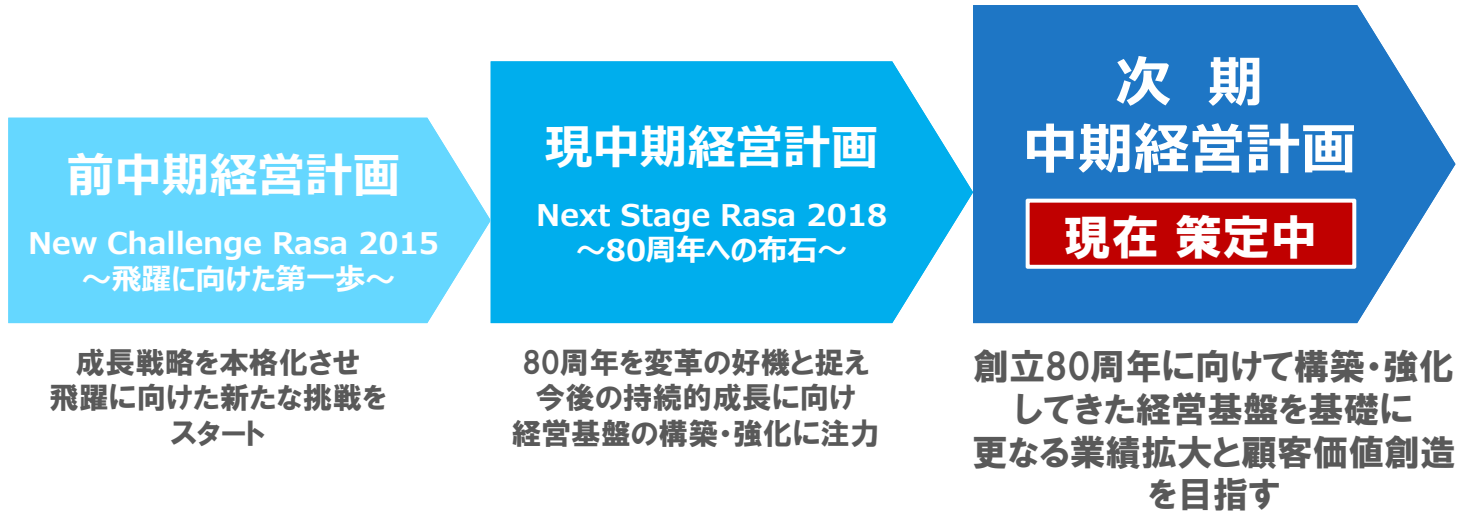 前中期経営計画
New Challenge Rasa 2015
～飛躍に向けた第一歩～
成長戦略を本格化させ
飛躍に向けた新たな挑戦を
スタート
現中期経営計画
Next Stage Rasa 2018
～80周年への布石～
80周年を変革の好機と捉え
今後の持続的成長に向け
経営基盤の構築・強化に注力
次 期
中期経営計画
現在 策定中
創立80周年に向けて構築・強化
してきた経営基盤を基礎に
更なる業績拡大と顧客価値創造
を目指す